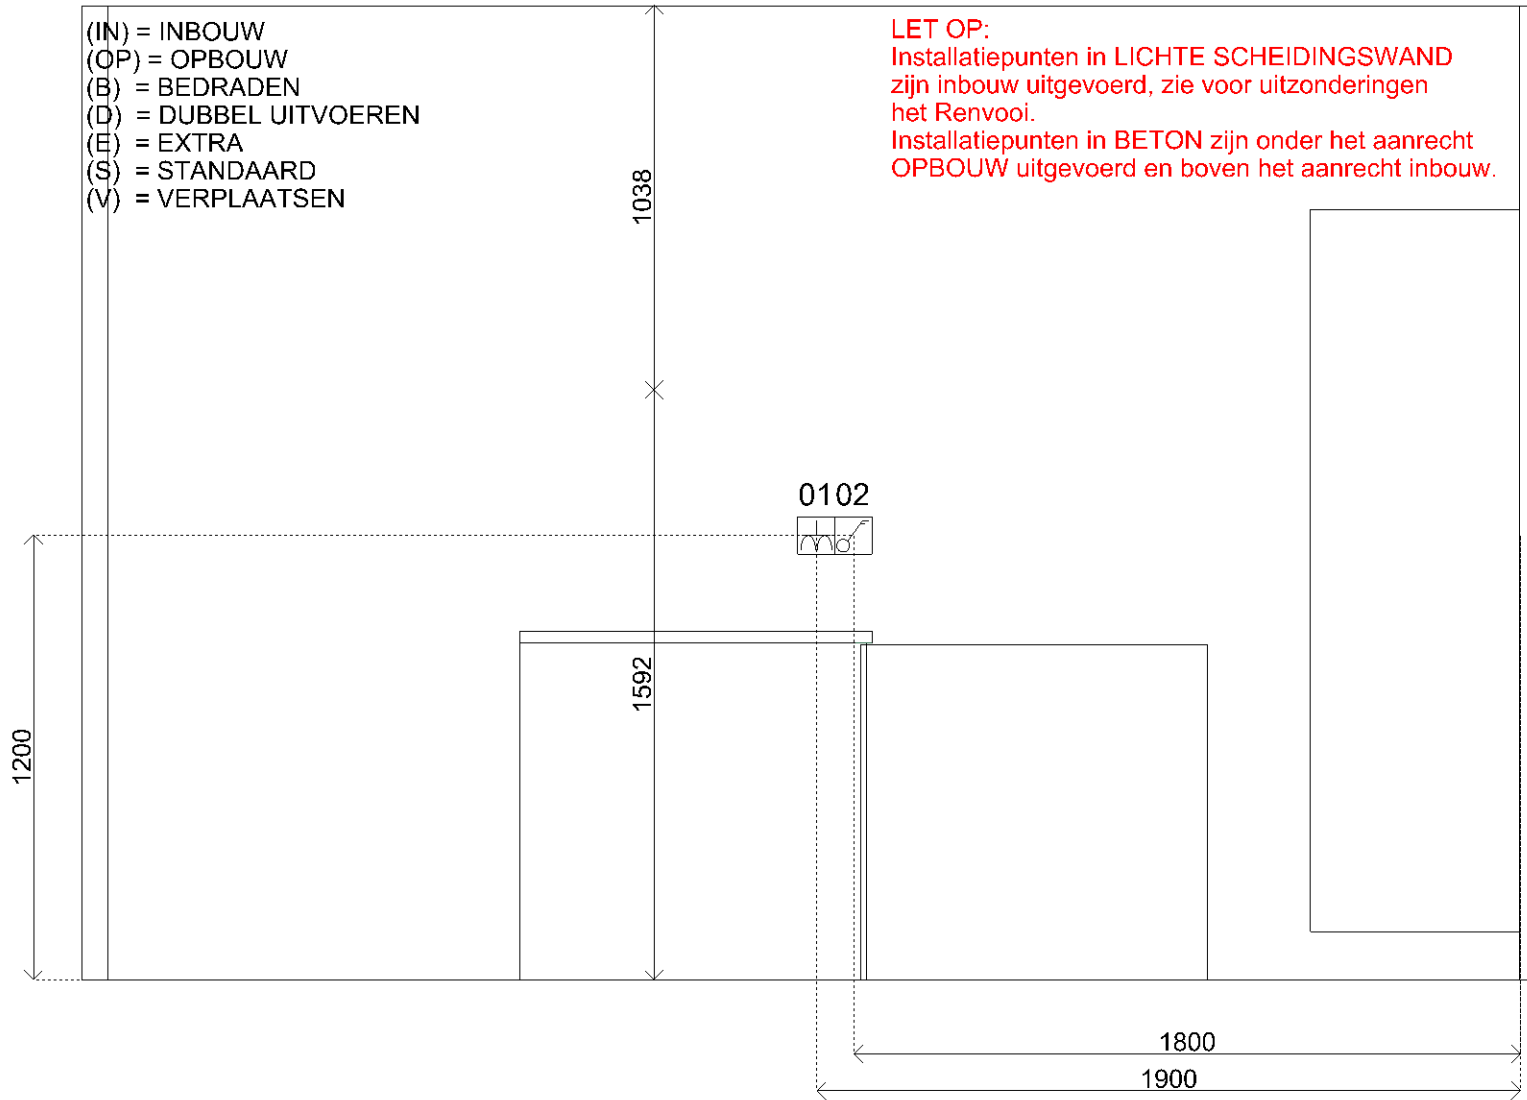 (IN) = INBOUW
(OP) = OPBOUW
(B) = BEDRADEN
(D) = DUBBEL UITVOEREN
(E) = EXTRA
(S) = STANDAARD
(V) = VERPLAATSEN
LET OP:
Installatiepunten in LICHTE SCHEIDINGSWAND
zijn inbouw uitgevoerd, zie voor uitzonderingen
het Renvooi.
Installatiepunten in BETON zijn onder het aanrecht
OPBOUW uitgevoerd en boven het aanrecht inbouw.
1038
01 02
1592
1200
1800
1900